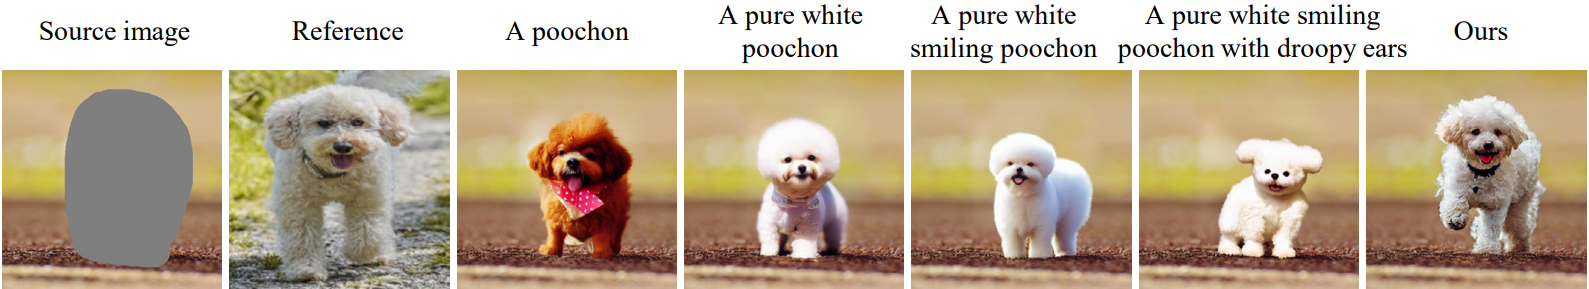 Source image
Reference
A poochon
A pure white
poochon
A pure white
smiling poochon
A pure white smiling
poochon with droopy ears
Ours